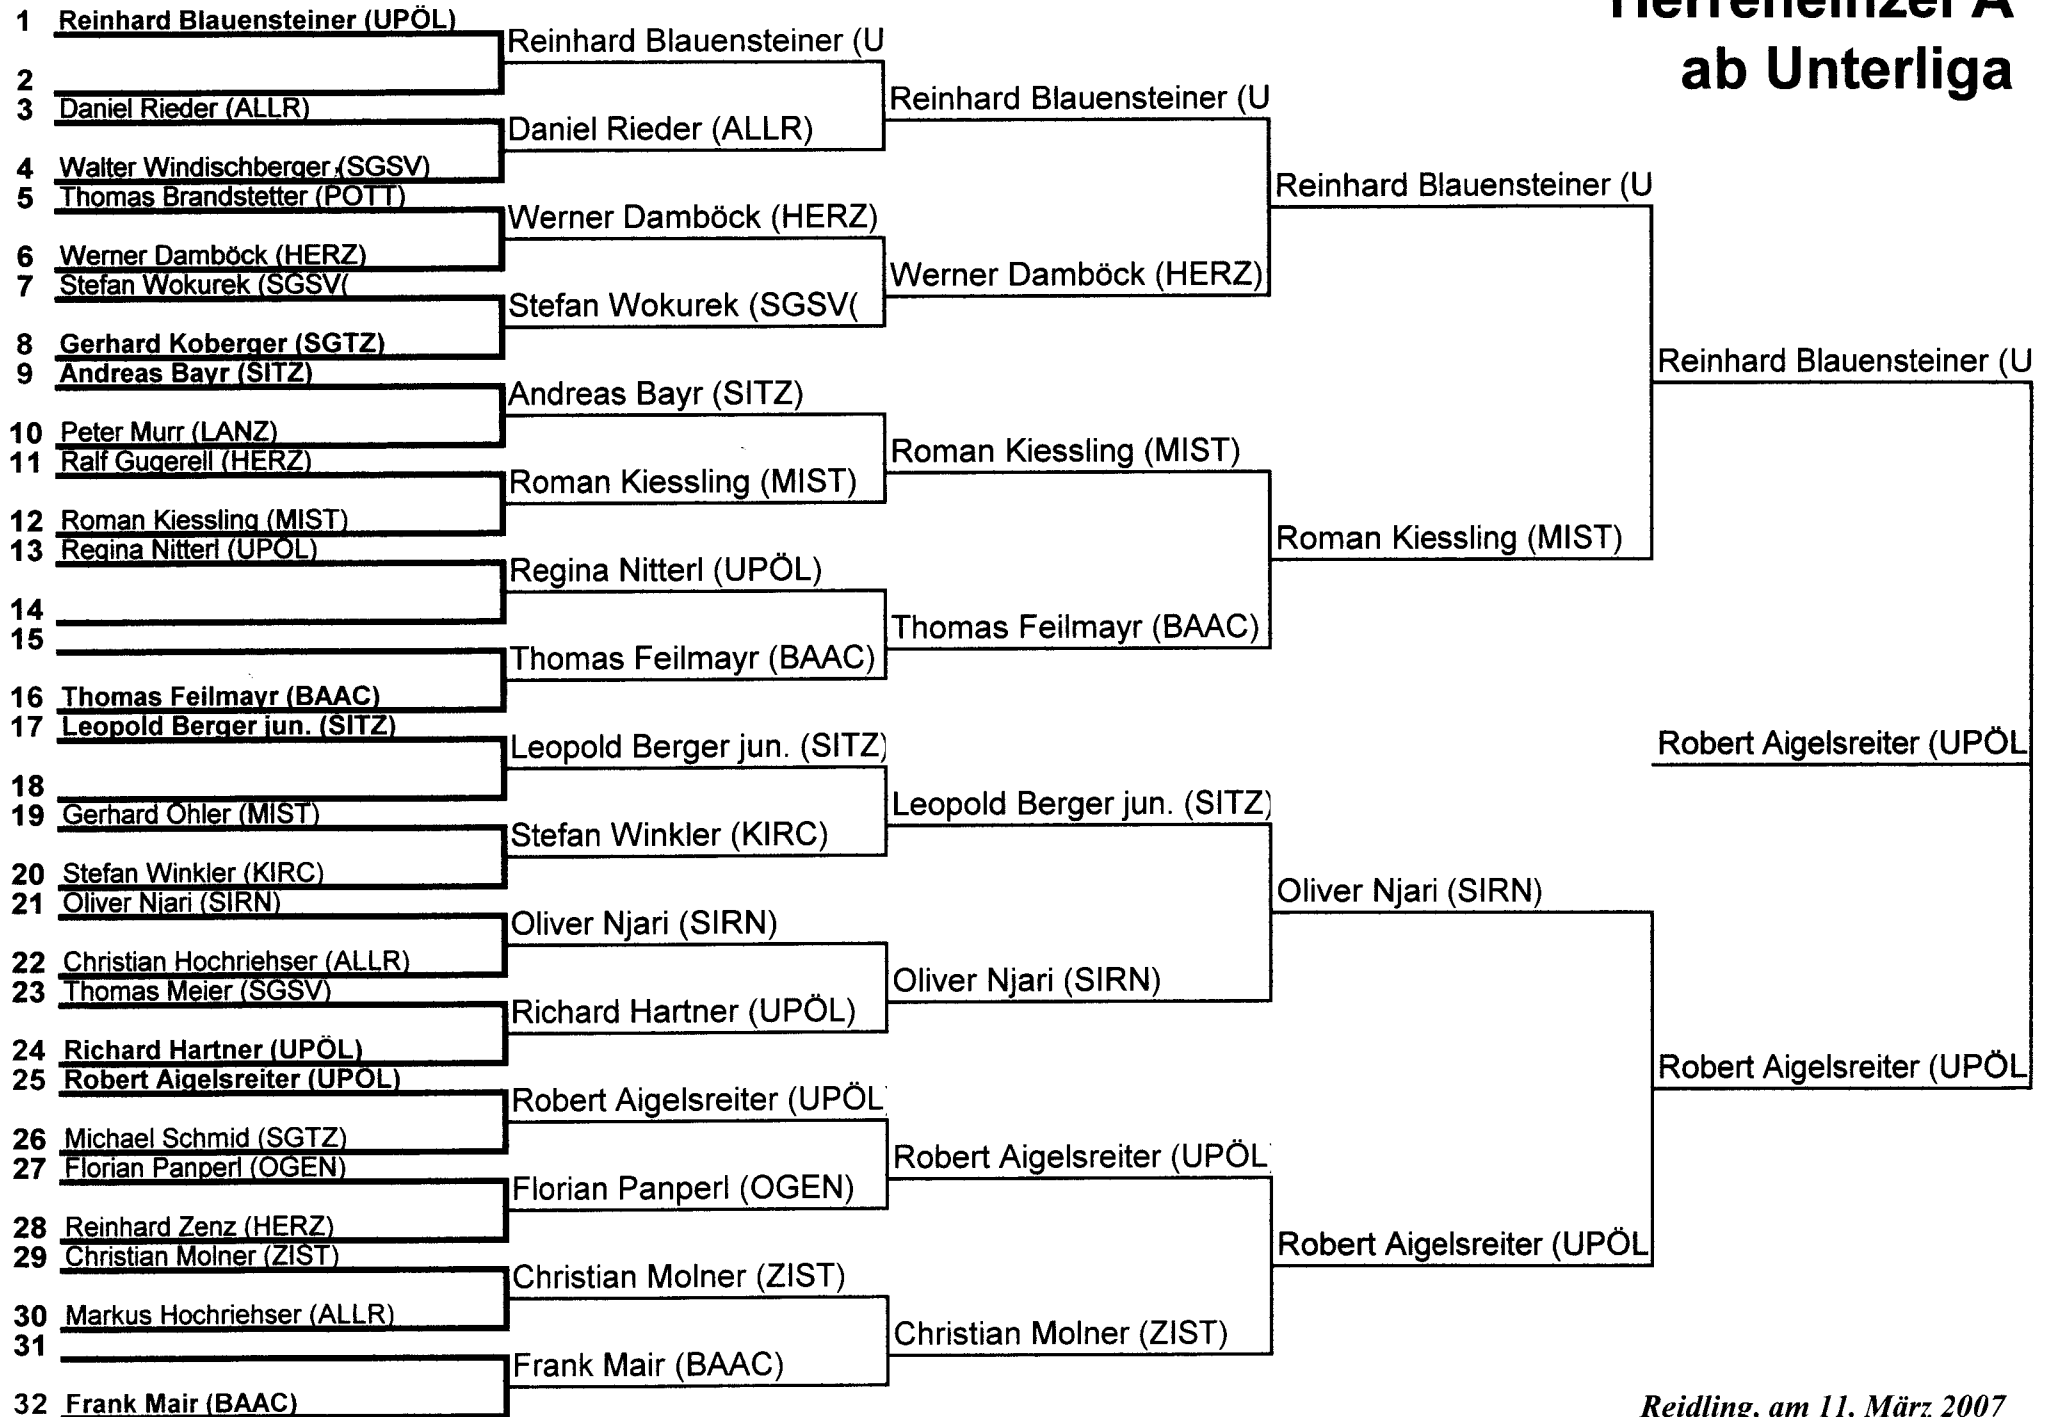 Herreneinzel A
ab Unterliga
1 Reinhard Blauensteiner (UPÖL)
2
3 Daniel Rieder (ALLR)
4 Walter Windischberger (SGSV)
5 Thomas Brandstetter (POTT)
6 Werner Damböck (HERZ)
7 Stefan Wokurek (SGSV(
8 Gerhard Koberger (SGTZ)
9 Andreas Bayr (SITZ)
10 Peter Murr (LANZ)
11 Ralf Gugerell (HERZ)
12 Roman Kiessling (MIST)
13 Regina Nitterl (UPÖL)
14
15
16 Thomas Feilmayr (BAAC)
17 Leopold Berger jun. (SITZ)
18
19 Gerhard Öhler (MIST)
20 Stefan Winkler (KIRC)
21 Oliver Njari (SIRN)
22 Christian Hochriehser (ALLR)
23 Thomas Meier (SGSV)
24 Richard Hartner (UPÖL)
25 Robert Aigelsreiter (UPÖL)
26 Michael Schmid (SGTZ)
27 Florian Panperl (OGEN)
28 Reinhard Zenz (HERZ)
29 Christian Molner (ZIST)
30 Markus Hochriehser (ALLR)
31
32 Frank Mair (BAAC)
Reinhard Blauensteiner (U
Daniel Rieder (ALLR)
Werner Damböck (HERZ)
Stefan Wokurek (SGSV(
Andreas Bayr (SITZ)
Roman Kiessling (MIST)
Regina Nitterl (UPÖL)
Thomas Feilmayr (BAAC)
Leopold Berger jun. (SITZ)
Stefan Winkler (KIRC)
Oliver Njari (SIRN)
Richard Hartner (UPÖL)
Robert Aigelsreiter (UPÖL
Florian Panperl (OGEN)
Christian Molner (ZIST)
Frank Mair (BAAC)
Reinhard Blauensteiner (U
Werner Damböck (HERZ)
Roman Kiessling (MIST)
Thomas Feilmayr (BAAC)
Leopold Berger jun. (SITZ)
Oliver Njari (SIRN)
Robert Aigelsreiter (UPÖL
Christian Molner (ZIST)
Reinhard Blauensteiner (U
Roman Kiessling (MIST)
Oliver Njari (SIRN)
Robert Aigelsreiter (UPÖL
Reinhard Blauensteiner (U
Robert Aigelsreiter (UPÖL
Robert Aigelsreiter (UPÖL
Reidling, am 11. März 2007